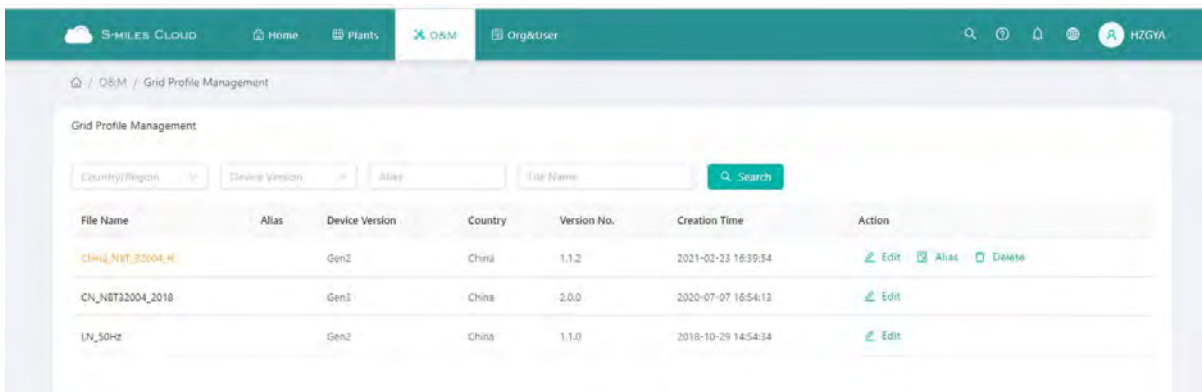 S-MILES CLOUD Home Plants O&M Org&User HZGYA
/ O&M / Grid Profile Management
Grid Profile Management
Country/Region Device Version Alias File Name Search
File Name Alias Device Version Country Version No. Creation Time Action
China_NBT_32004_H Gen2 China 1.1.2 2021-02-23 16:39:54 Edit Alias Delete
CN_NBT32004_2018 Gen3 China 2.0.0 2020-07-07 16:54:13 Edit
LN_50Hz Gen2 China 1.1.0 2018-10-29 14:54:34 Edit